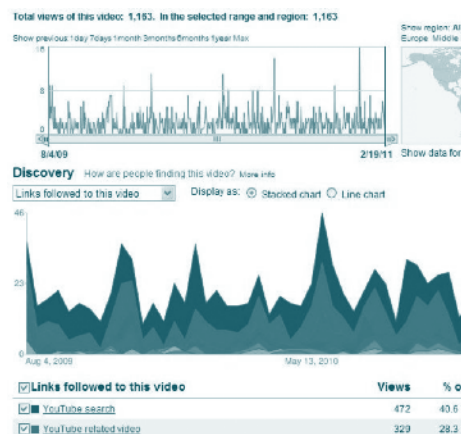 Total views of this video: 1,163. In the selected range and region: 1,163
Show previous 1day 7days 1month 3months 6months 1year Max
Show region: Al
Europe Middle
16
8
0
8/4/09
2/19/11
Show data for
Discovery How are people finding this video? More info
Links followed to this video
Display as: Stacked chart Line chart
46
23
0
Aug 4, 2009
May 13, 2010
Links followed to this video Views % o
YouTube search 472 40.6
YouTube related video 329 28.3